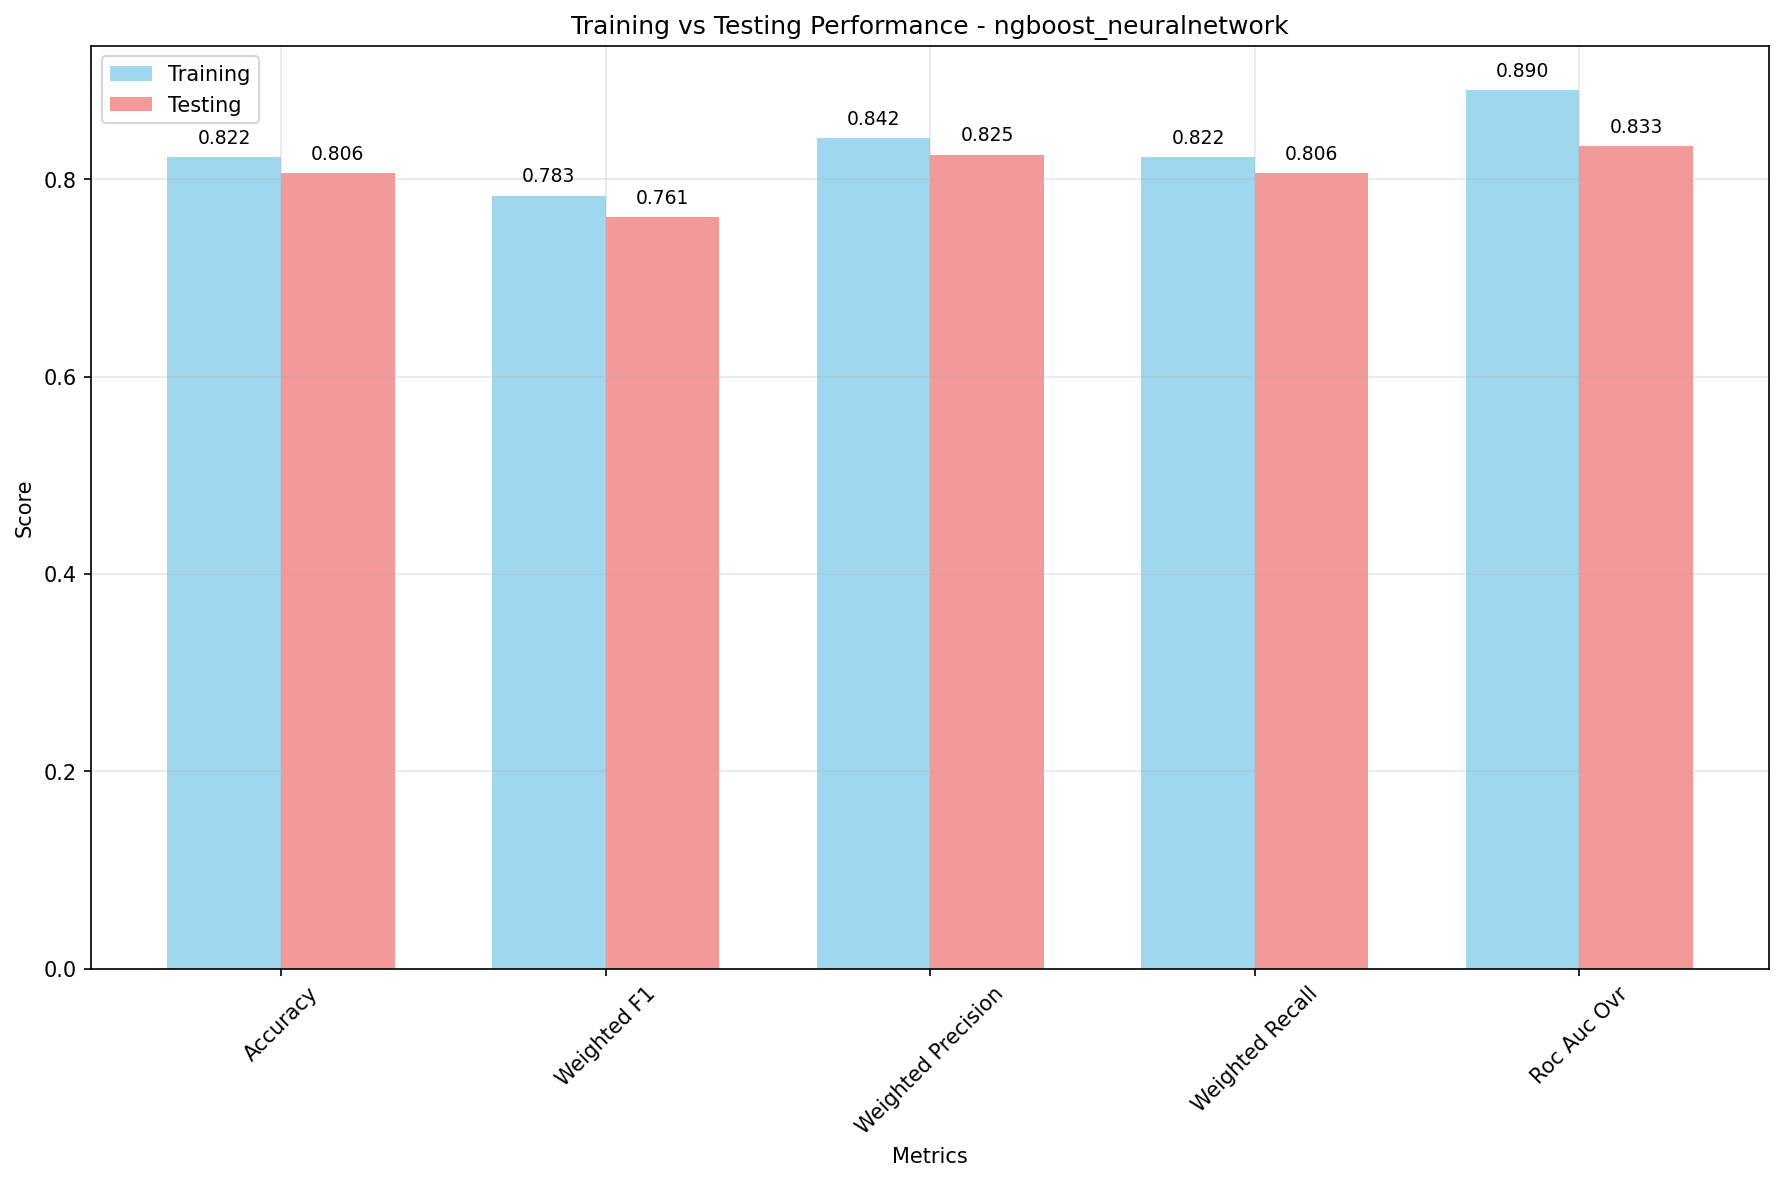 Training vs Testing Performance - ngboost_neuralnetwork
Training
Testing
0.822
0.806
0.783
0.761
0.842
0.825
0.822
0.806
0.890
0.833
Score
0.8
0.6
0.4
0.2
0.0
Accuracy
Weighted F1
Weighted Precision
Weighted Recall
Roc Auc Ovr
Metrics